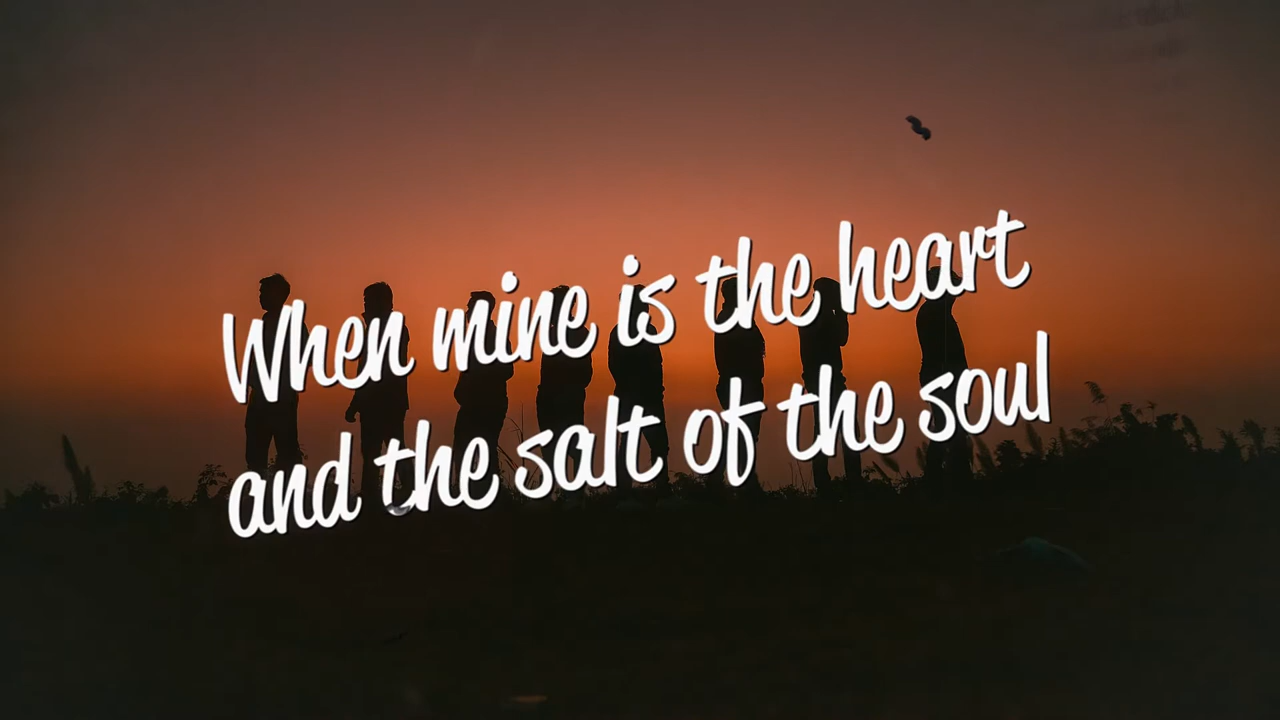 When mine is the heart
and the salt of the soul